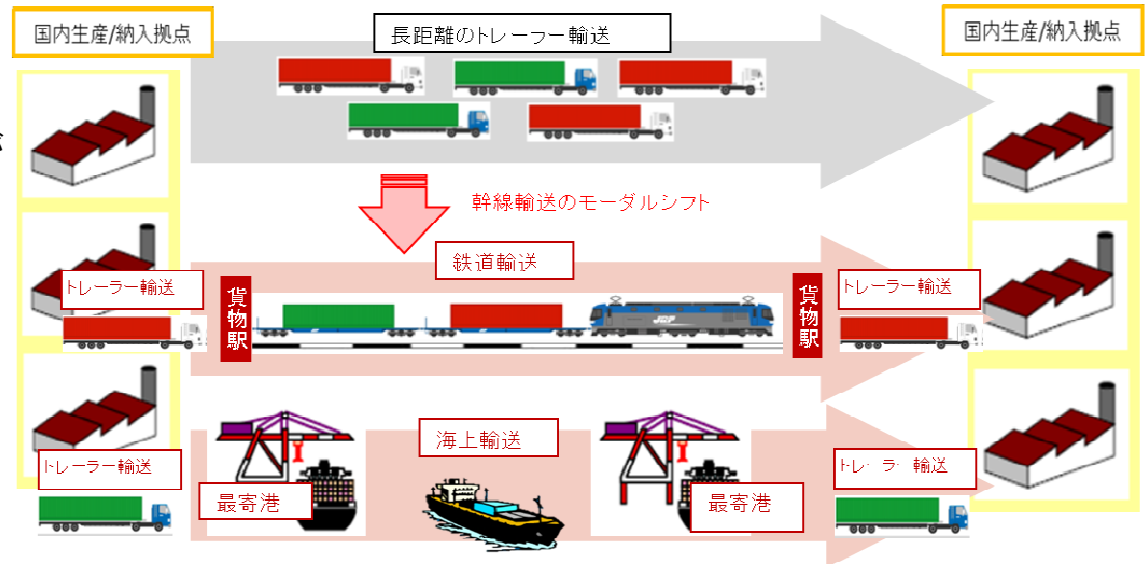 国内生産/納入拠点
長距離のトレーラー輸送
国内生産/納入拠点
幹線輸送のモーダルシフト
鉄道輸送
トレーラー輸送
貨物駅
貨物駅
トレーラー輸送
海上輸送
トレーラー輸送
最寄港
最寄港
トレーラー輸送